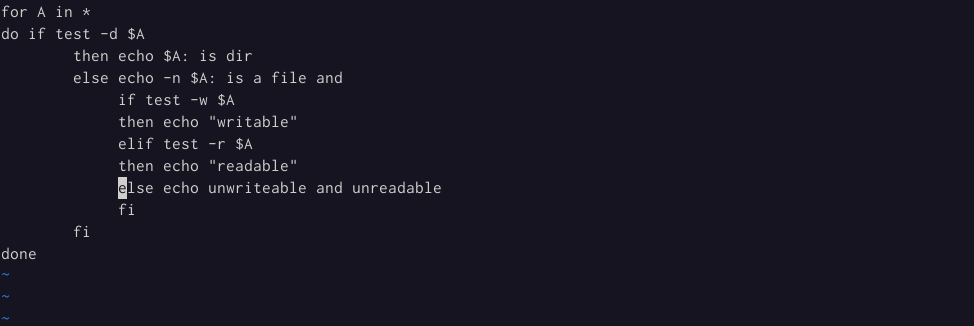 for A in *
do if test -d $A
        then echo $A: is dir
        else echo -n $A: is a file and
             if test -w $A
             then echo "writable"
             elif test -r $A
             then echo "readable"
             else echo unwriteable and unreadable
             fi
        fi
done
~
~
~